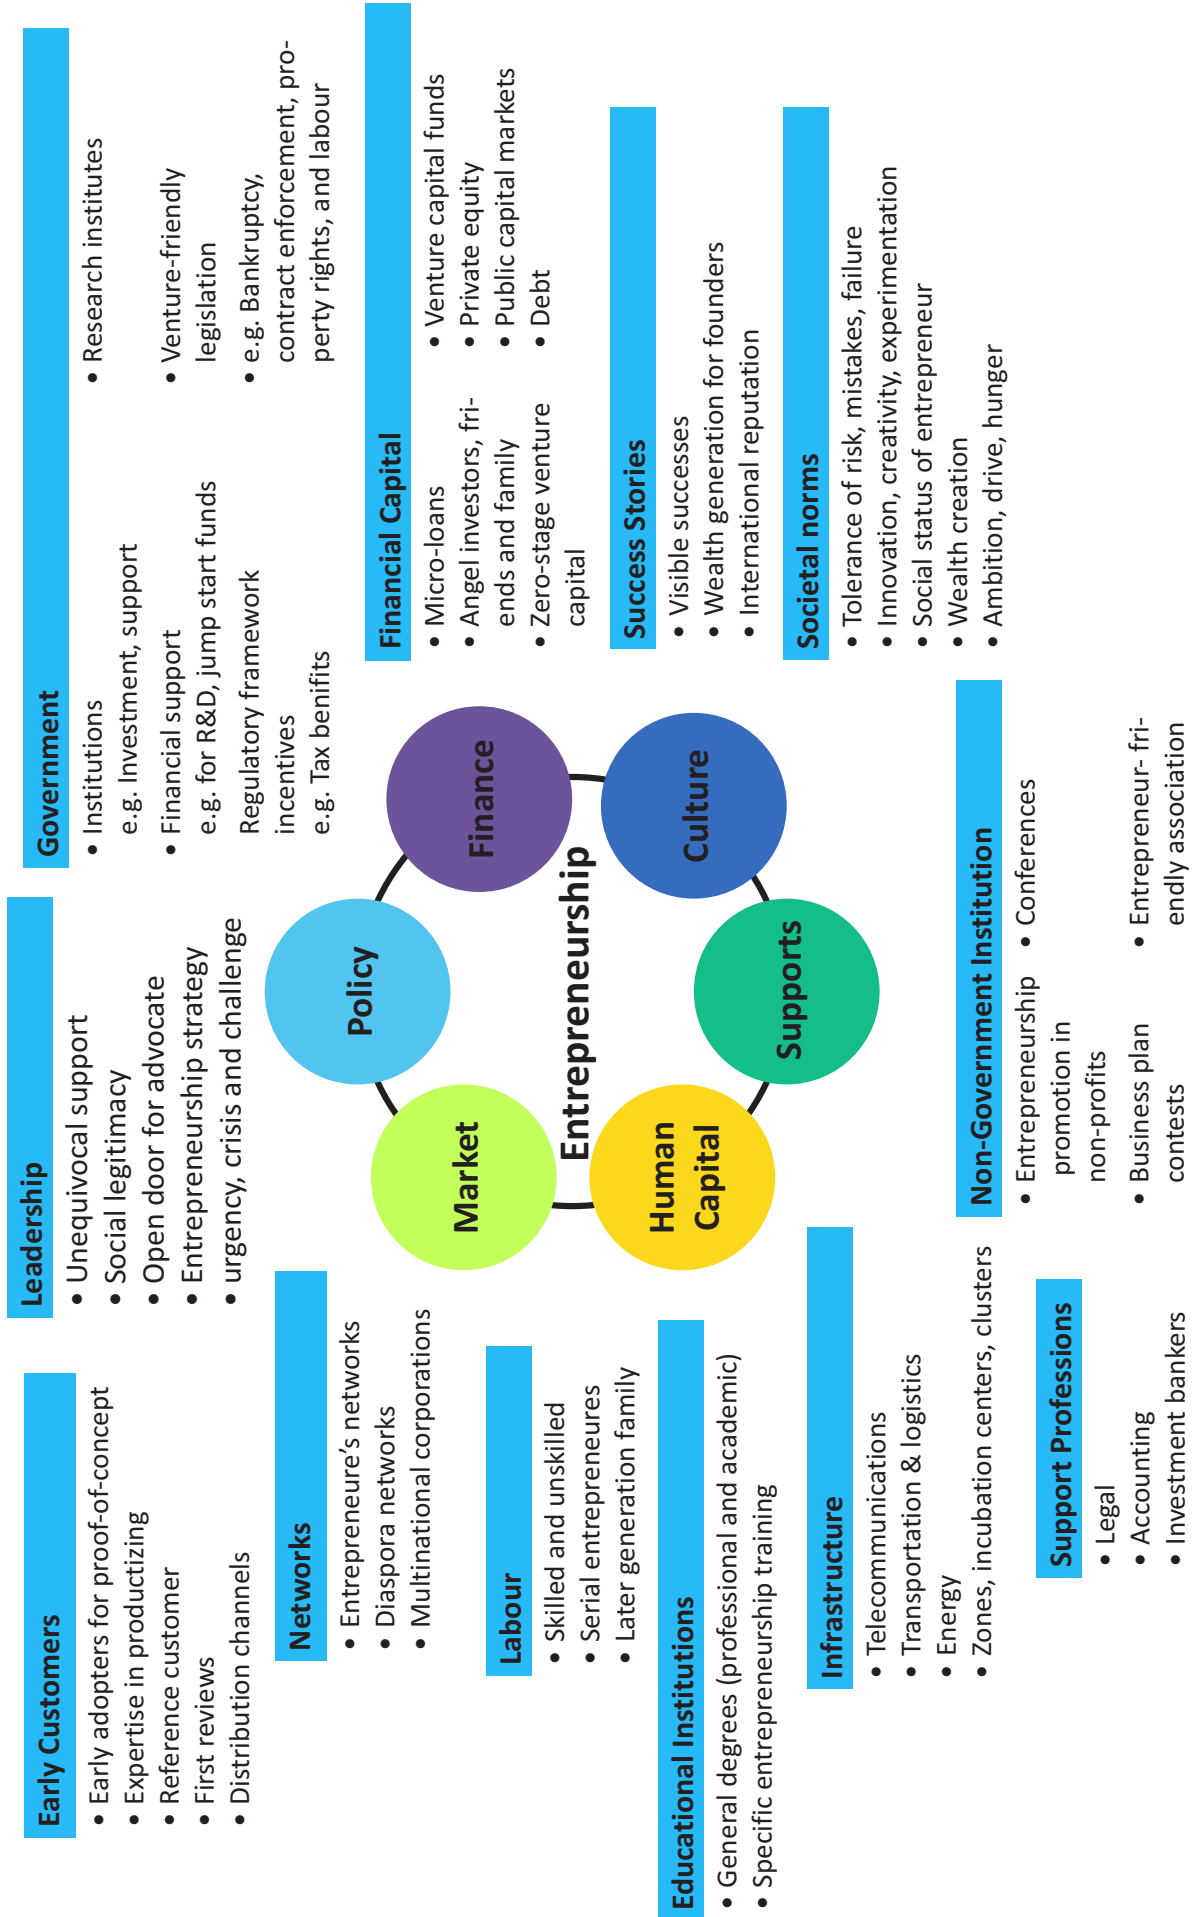 Early Customers
• Early adopters for proof-of-concept
• Expertise in productizing
• Reference customer
• First reviews
• Distribution channels
Leadership
• Unequivocal support
• Social legitimacy
• Open door for advocate
• Entrepreneurship strategy
• urgency, crisis and challenge
Government
• Institutions
e.g. Investment, support
• Financial support
e.g. for R&D, jump start funds
Regulatory framework
incentives
e.g. Tax benifits
• Research institutes
• Venture-friendly
legislation
• e.g. Bankruptcy,
contract enforcement, pro-
perty rights, and labour
Networks
• Entrepreneure's networks
• Diaspora networks
• Multinational corporations
Policy
Market
Finance
Entrepreneurship
Human
Capital
Culture
Supports
Financial Capital
• Micro-loans
• Angel investors, fri-
ends and family
• Zero-stage venture
capital
• Venture capital funds
• Private equity
• Public capital markets
• Debt
Labour
• Skilled and unskilled
• Serial entrepreneures
• Later generation family
Success Stories
• Visible successes
• Wealth generation for founders
• International reputation
Educational Institutions
• General degrees (professional and academic)
• Specific entrepreneurship training
Societal norms
• Tolerance of risk, mistakes, failure
• Innovation, creativity, experimentation
• Social status of entrepreneur
• Wealth creation
• Ambition, drive, hunger
Infrastructure
• Telecommunications
• Transportation & logistics
• Energy
• Zones, incubation centers, clusters
Non-Government Institution
• Entrepreneurship
promotion in
non-profits
• Business plan
contests
• Conferences
• Entrepreneur- fri-
endly association
Support Professions
• Legal
• Accounting
• Investment bankers